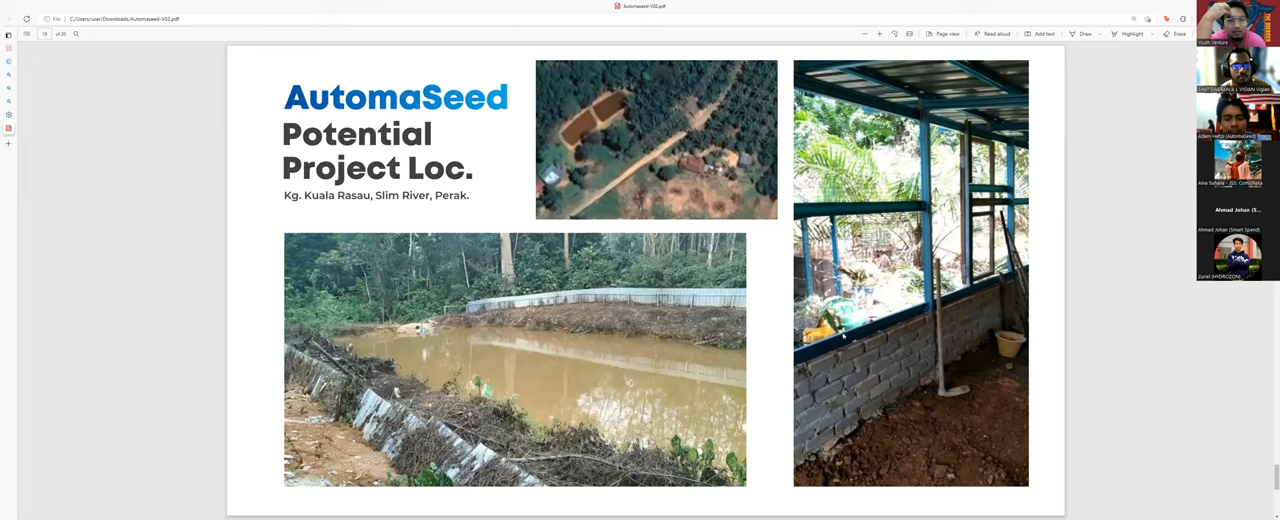 Automaseed-V02.pdf
File
C:/Users/user/Downloads/Automaseed-V02.pdf
18 of 20
Page view
Read aloud
Add text
Draw
Highlight
Erase
AutomaSeed
Potential
Project Loc.
Kg. Kuala Rasau, Slim River, Perak.
Youth Venture
Adam Hafizi (AutomaSeed)
Ahmad Johan (S...
Ahmad Johan (Smart Spend)
Zuriel (HYDROZON)